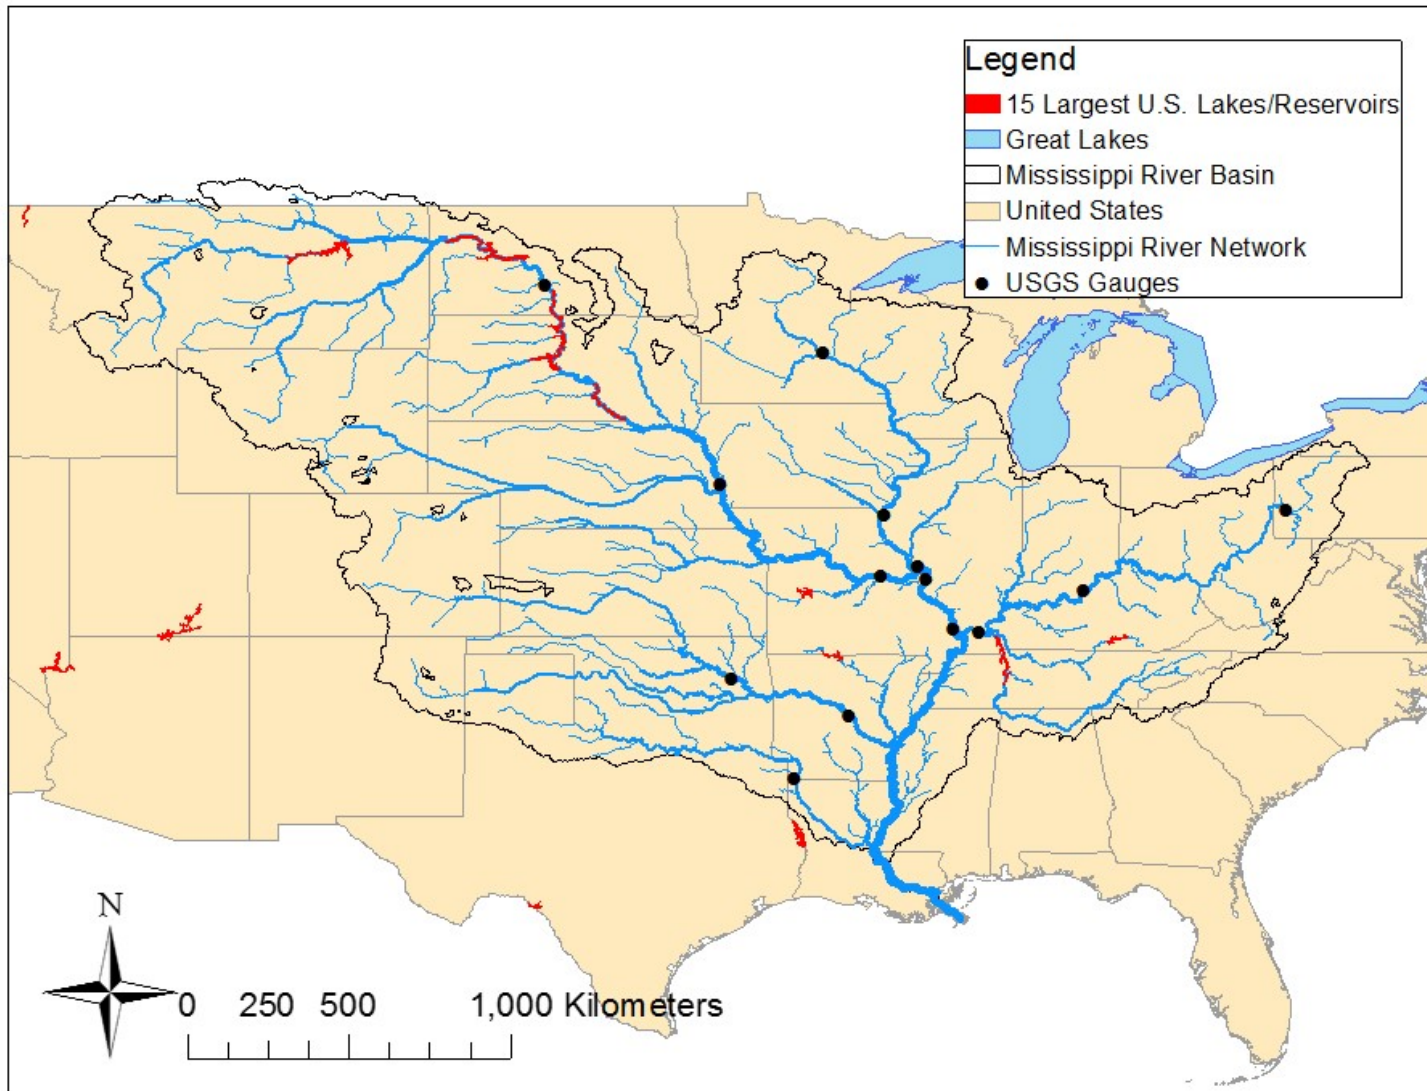 Legend
15 Largest U.S. Lakes/Reservoirs
Great Lakes
Mississippi River Basin
United States
Mississippi River Network
USGS Gauges
N
0 250 500 1,000 Kilometers